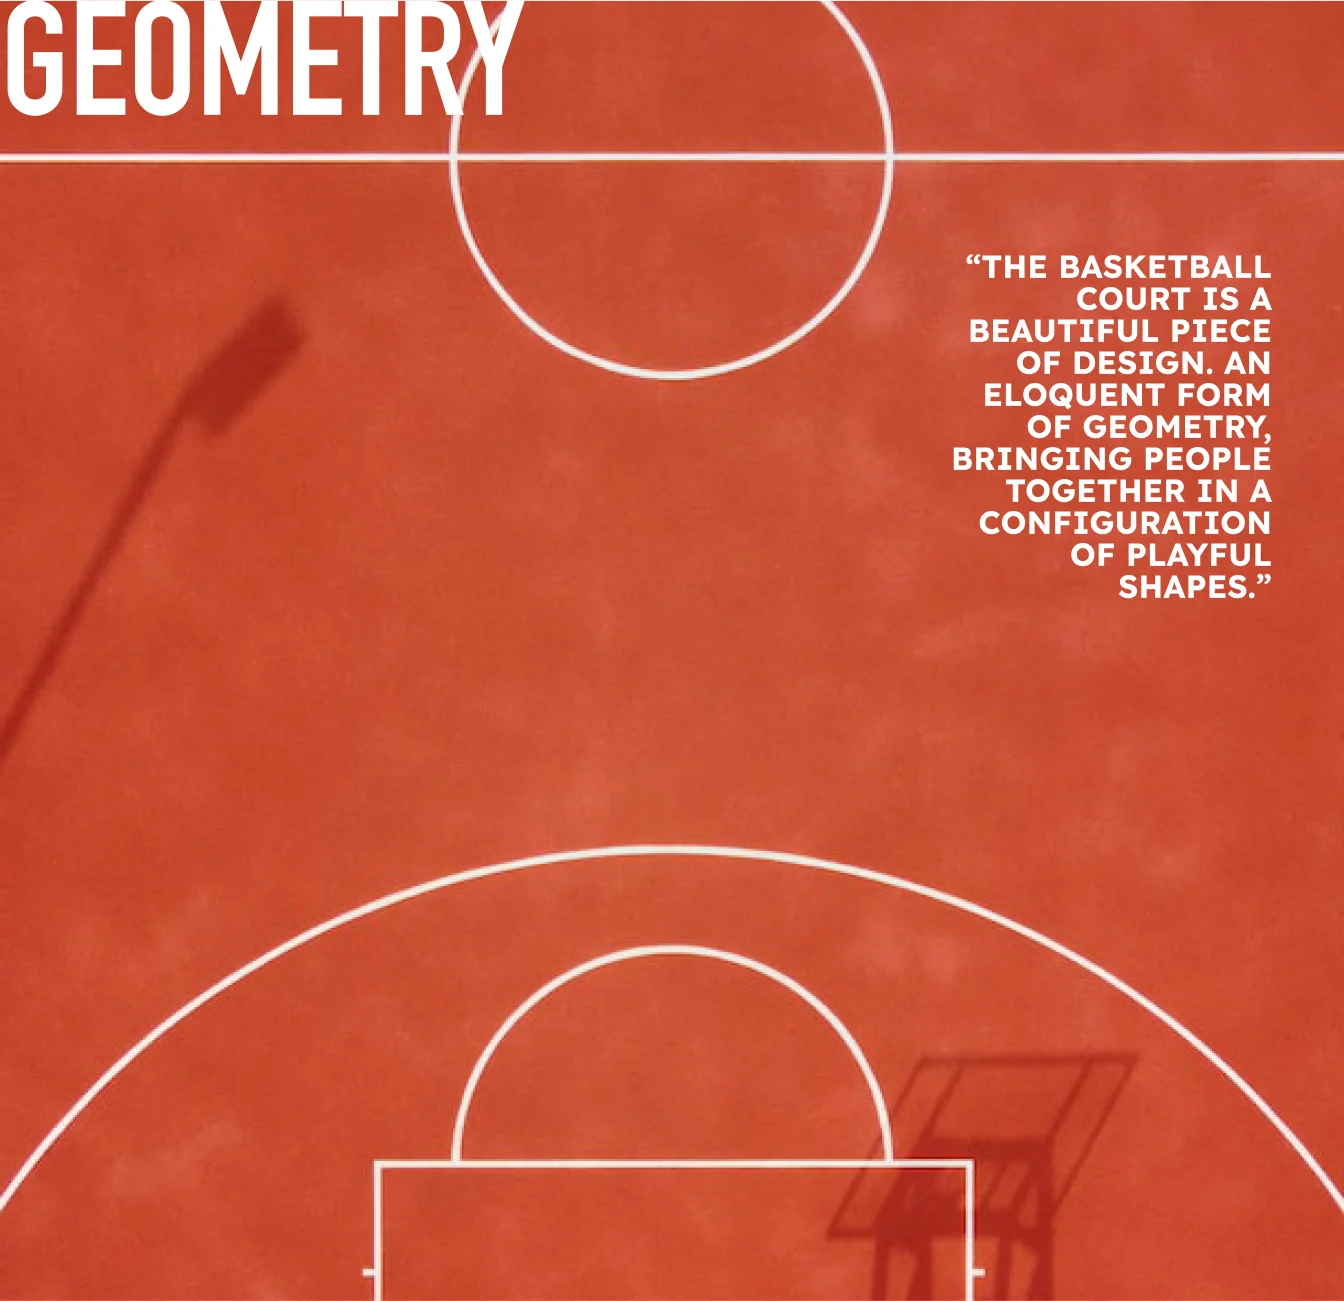 GEOMETRY
“THE BASKETBALL
COURT IS A
BEAUTIFUL PIECE
OF DESIGN. AN
ELOQUENT FORM
OF GEOMETRY,
BRINGING PEOPLE
TOGETHER IN A
CONFIGURATION
OF PLAYFUL
SHAPES.”